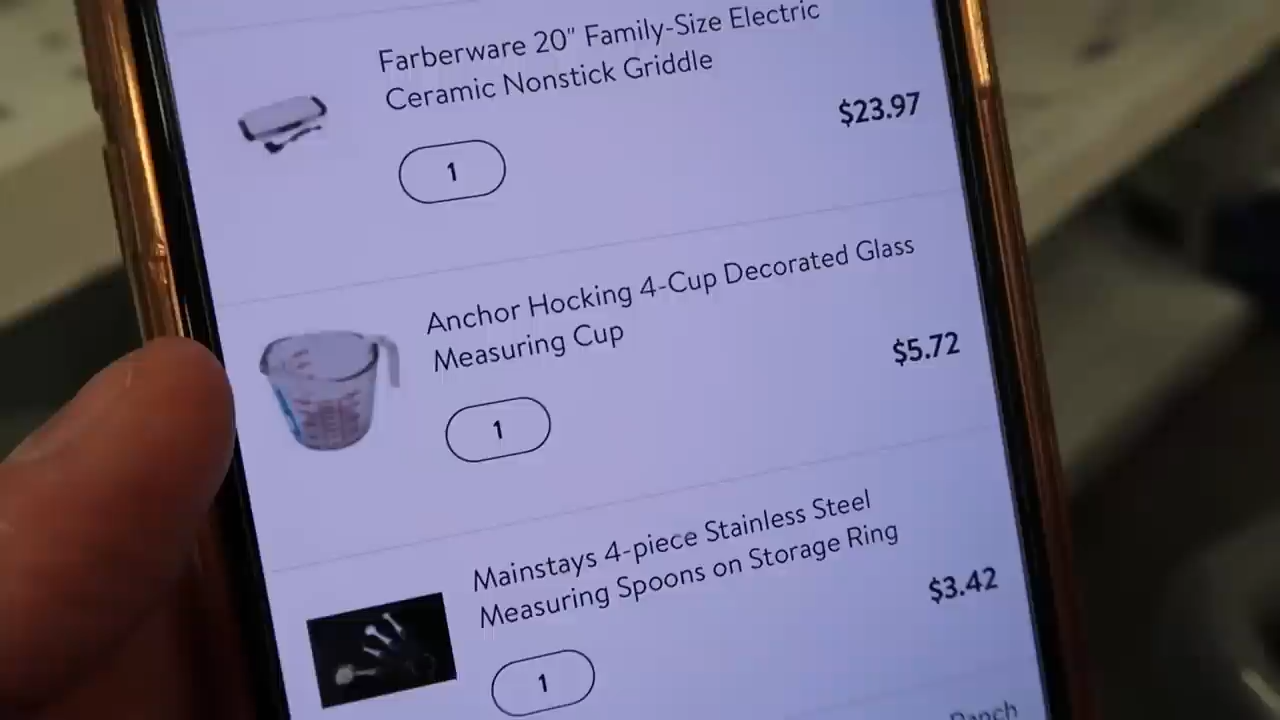 Farberware 20" Family-Size Electric
Ceramic Nonstick Griddle
$23.97
1
Anchor Hocking 4-Cup Decorated Glass
Measuring Cup
$5.72
1
Mainstays 4-piece Stainless Steel
Measuring Spoons on Storage Ring
$3.42
1
Ranch